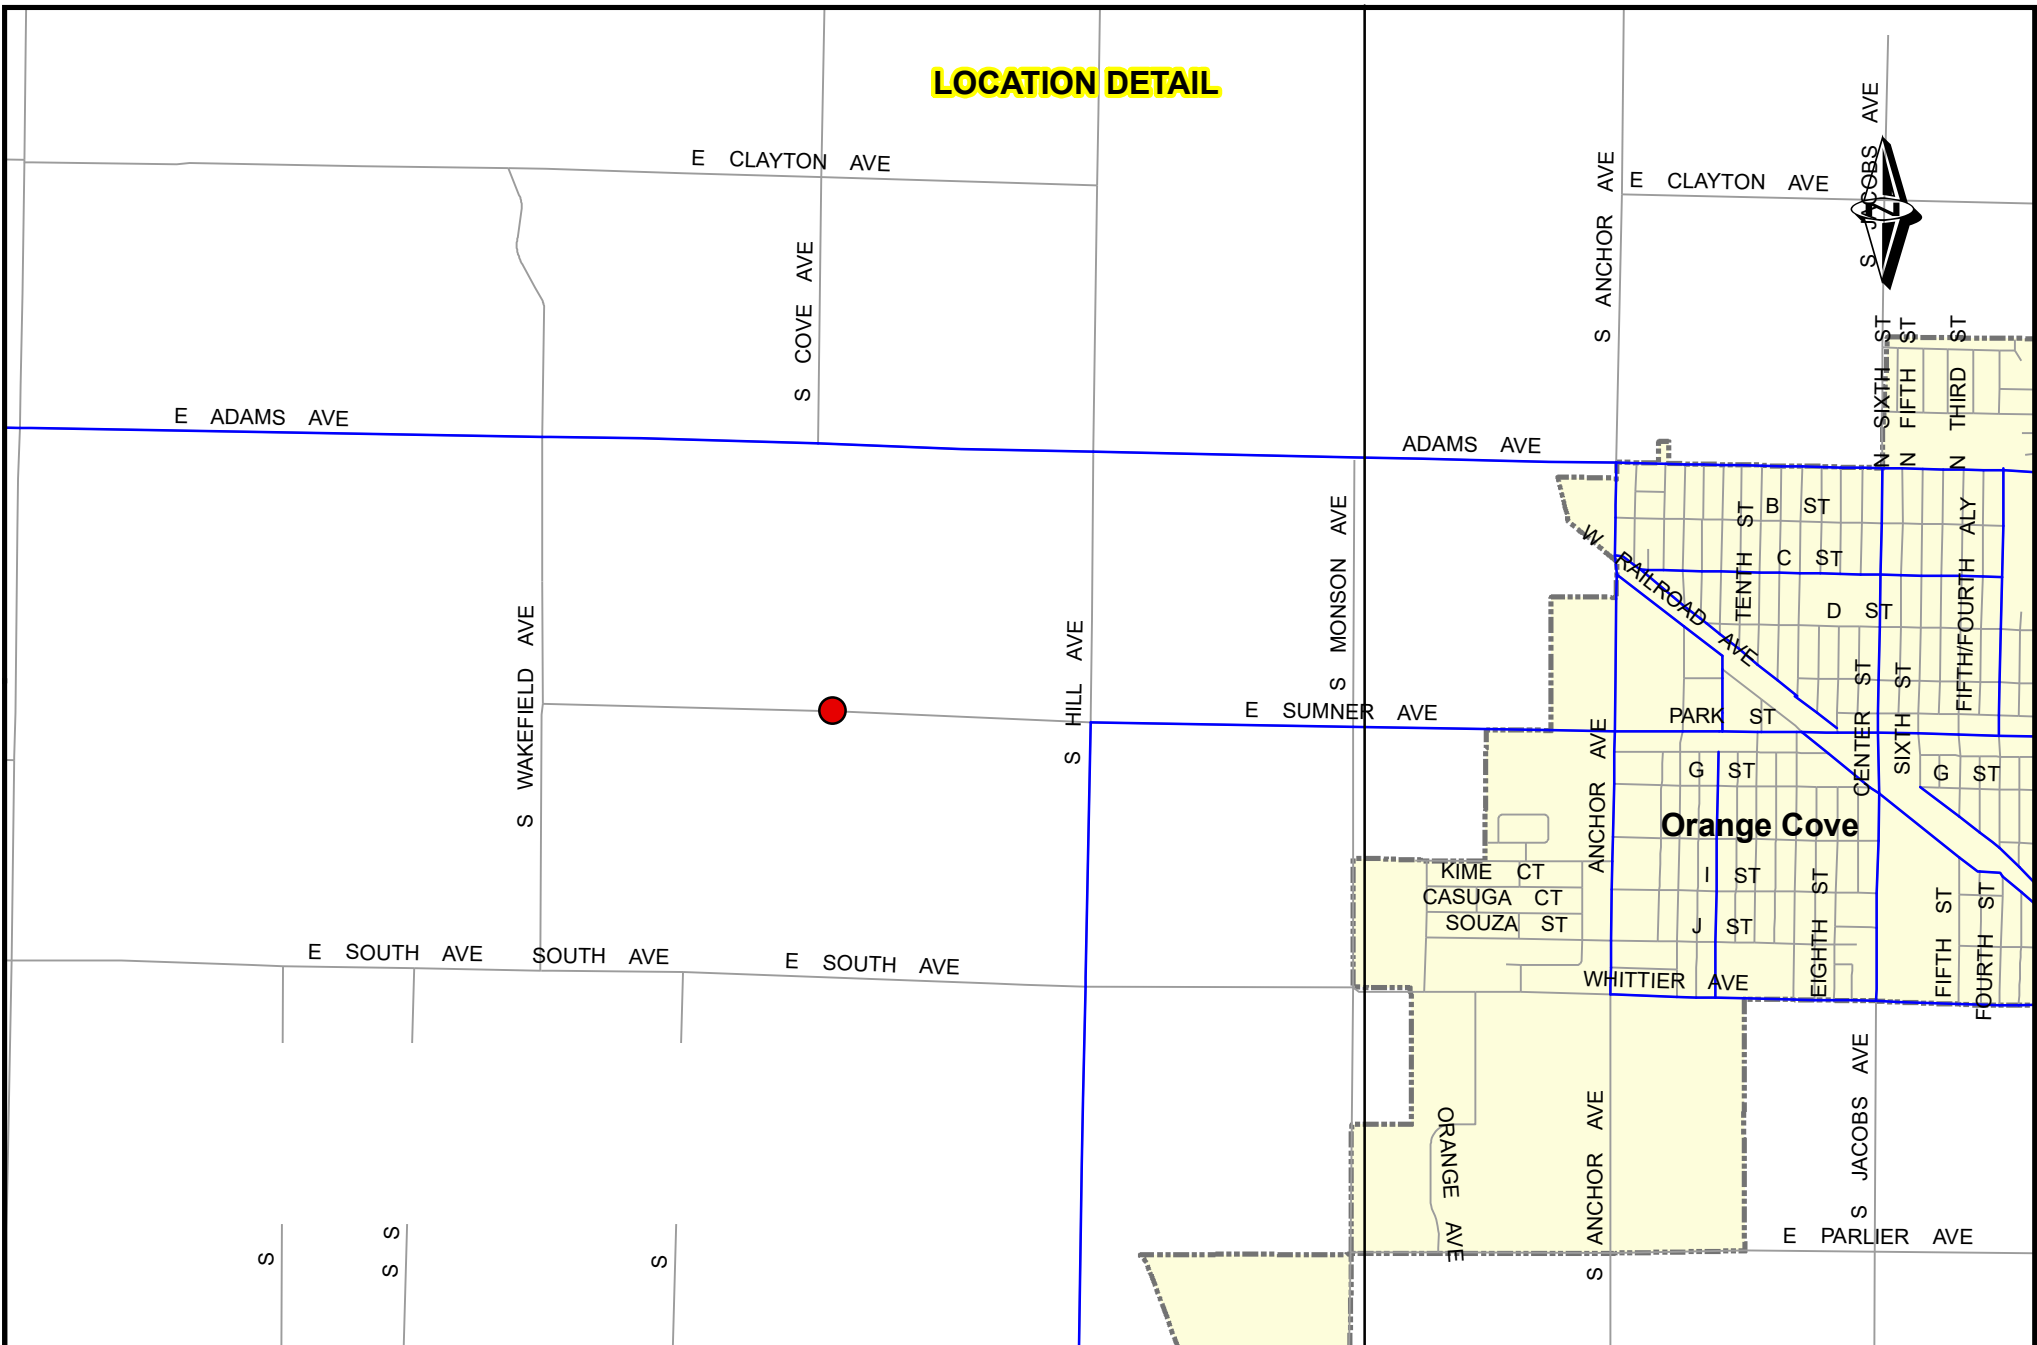 LOCATION DETAIL
E CLAYTON AVE
E CLAYTON AVE
S JACOBS AVE
S ANCHOR AVE
S COVE AVE
N SIXTH ST
N FIFTH ST
N THIRD ST
E ADAMS AVE
ADAMS AVE
B ST
C ST
D ST
TENTH ST
FIFTH/FOURTH ALY
W RAILROAD AVE
S MONSON AVE
S WAKEFIELD AVE
S HILL AVE
E SUMNER AVE
PARK ST
CENTER ST
SIXTH ST
ANCHOR AVE
G ST
G ST
Orange Cove
KIME CT
CASUGA CT
SOUZA ST
I ST
J ST
EIGHTH ST
FIFTH ST
FOURTH ST
E SOUTH AVE
SOUTH AVE
E SOUTH AVE
WHITTIER AVE
ORANGE AVE
S ANCHOR AVE
S JACOBS AVE
E PARLIER AVE
S
S
S
S
N